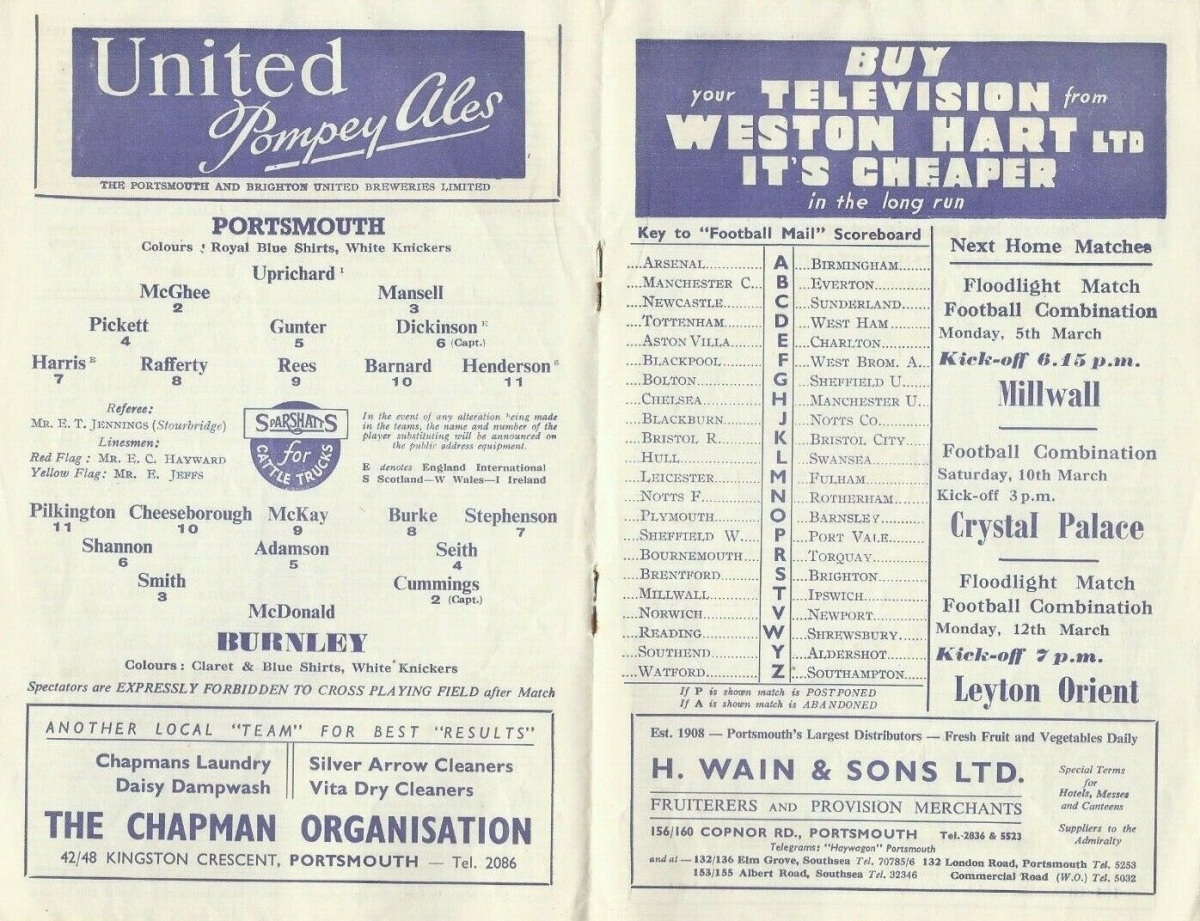 United
Pompey Ales
THE PORTSMOUTH AND BRIGHTON UNITED BREWERIES LIMITED
PORTSMOUTH
Colours : Royal Blue Shirts, White Knickers
Uprichard I
McGhee Mansell
2 3
Pickett Gunter Dickinson E
4 5 6 (Capt.)
Harris E Rafferty Rees Barnard Henderson S
7 8 9 10 11
Referee:
MR. E. T. JENNINGS (Stourbridge)
Linesmen:
Red Flag : MR. E. C. HAYWARD
Yellow Flag: MR. E. JEFFS
SPARSHATTS
for
CATTLE TRUCKS
In the event of any alteration being made
in the teams, the name and number of the
player substituting will be announced on
the public address equipment.
E denotes England International
S Scotland—W Wales—I Ireland
Pilkington Cheeseborough McKay Burke Stephenson
11 10 9 8 7
Shannon Adamson Seith
6 5 4
Smith Cummings
3 2 (Capt.)
McDonald
BURNLEY
Colours : Claret & Blue Shirts, White Knickers
Spectators are EXPRESSLY FORBIDDEN TO CROSS PLAYING FIELD after Match
ANOTHER LOCAL "TEAM" FOR BEST "RESULTS"
Chapmans Laundry Silver Arrow Cleaners
Daisy Dampwash Vita Dry Cleaners
THE CHAPMAN ORGANISATION
42/48 KINGSTON CRESCENT, PORTSMOUTH — Tel. 2086
BUY
your TELEVISION from
WESTON HART LTD
IT'S CHEAPER
in the long run
Key to "Football Mail" Scoreboard
....ARSENAL............ A ....BIRMINGHAM.......
....MANCHESTER C... B ....EVERTON............
....NEWCASTLE......... C ....SUNDERLAND.......
....TOTTENHAM........ D ....WEST HAM.........
....ASTON VILLA....... E ....CHARLTON..........
....BLACKPOOL......... F ....WEST BROM. A....
....BOLTON.............. G ....SHEFFIELD U......
....CHELSEA............. H ....MANCHESTER U...
....BLACKBURN......... J ....NOTTS CO..........
....BRISTOL R........... K ....BRISTOL CITY.....
....HULL.................. L ....SWANSEA...........
....LEICESTER........... M ....FULHAM............
....NOTTS F.............. N ....ROTHERHAM.......
....PLYMOUTH........... O ....BARNSLEY..........
....SHEFFIELD W....... P ....PORT VALE........
....BOURNEMOUTH..... R ....TORQUAY...........
....BRENTFORD.......... S ....BRIGHTON..........
....MILLWALL........... T ....IPSWICH............
....NORWICH............ V ....NEWPORT...........
....READING............. W ....SHREWSBURY......
....SOUTHEND.......... Y ....ALDERSHOT........
....WATFORD............ Z ....SOUTHAMPTON....
If P is shown match is POSTPONED
If A is shown match is ABANDONED
Next Home Matches
Floodlight Match
Football Combination
Monday, 5th March
Kick-off 6.15 p.m.
Millwall
Football Combination
Saturday, 10th March
Kick-off 3 p.m.
Crystal Palace
Floodlight Match
Football Combination
Monday, 12th March
Kick-off 7 p.m.
Leyton Orient
Est. 1908 — Portsmouth's Largest Distributors — Fresh Fruit and Vegetables Daily
H. WAIN & SONS LTD.
FRUITERERS AND PROVISION MERCHANTS
Special Terms
for
Hotels, Messes
and Canteens
Suppliers to the
Admiralty
156/160 COPNOR RD., PORTSMOUTH Tel.-2836 & 5523
Telegrams: "Haywagon" Portsmouth
and at — 132/136 Elm Grove, Southsea Tel. 70785/6 132 London Road, Portsmouth Tel. 5253
153/155 Albert Road, Southsea Tel. 32346 Commercial Road (W.O.) Tel. 5032